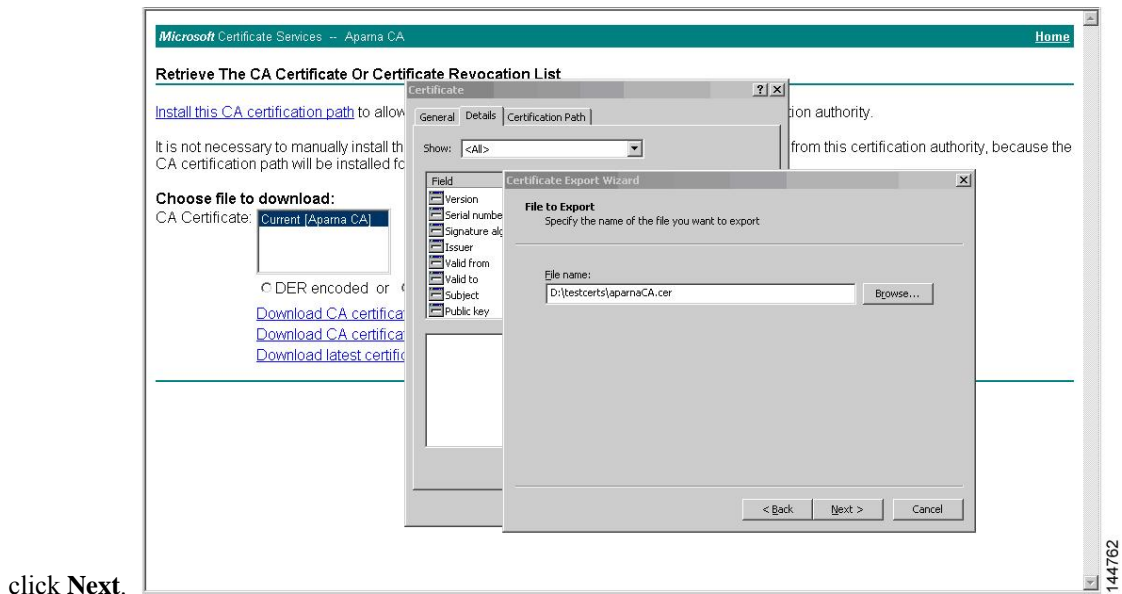 Microsoft Certificate Services -- Aparna CA Home
Retrieve The CA Certificate Or Certificate Revocation List
Install this CA certification path to allow
tion authority.
It is not necessary to manually install th
from this certification authority, because the
CA certification path will be installed fo
Choose file to download:
CA Certificate: Current [Aparna CA]
DER encoded or
Download CA certifica
Download CA certifica
Download latest certific
Certificate
General Details Certification Path
Show: <All>
Field
Version
Serial numbe
Signature alg
Issuer
Valid from
Valid to
Subject
Public key
Certificate Export Wizard
File to Export
Specify the name of the file you want to export
File name:
D:\testcerts\aparnaCA.cer Browse...
< Back Next > Cancel
click Next.
144762